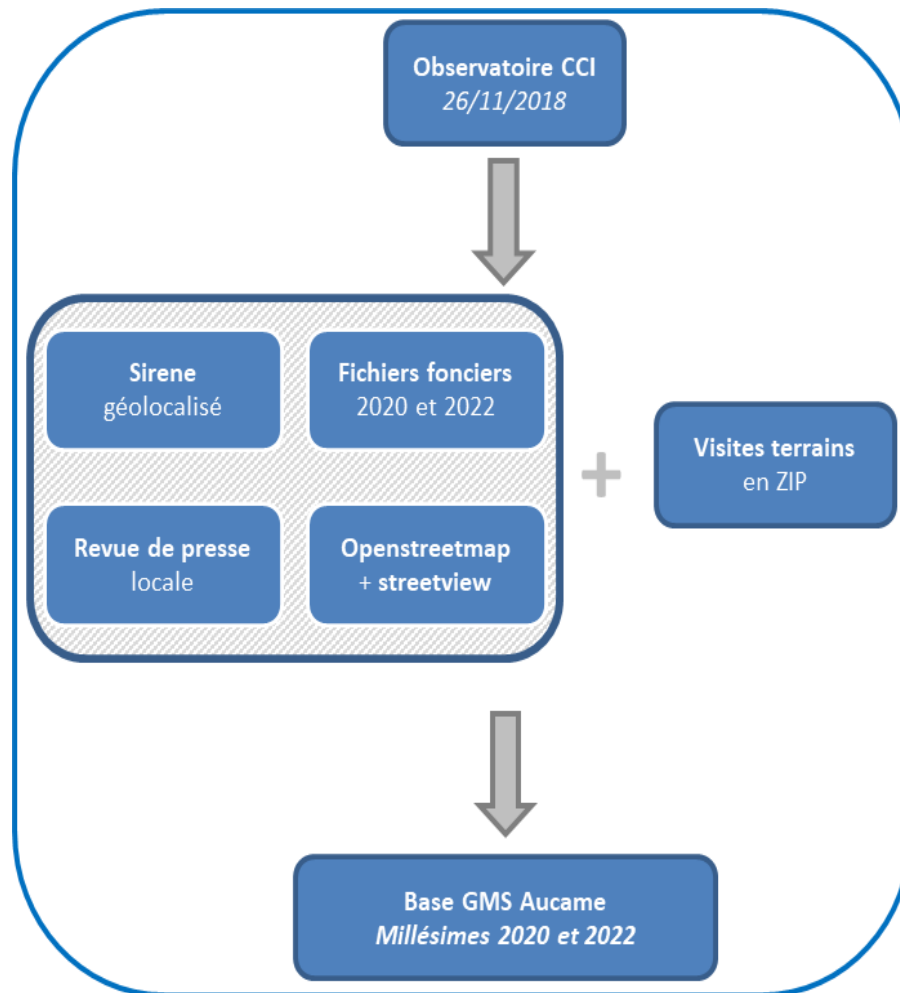 Observatoire CCI
26/11/2018
Sirene
géolocalisé
Fichiers fonciers
2020 et 2022
Revue de presse
locale
Openstreetmap
+ streetview
+
Visites terrains
en ZIP
Base GMS Aucame
Millésimes 2020 et 2022